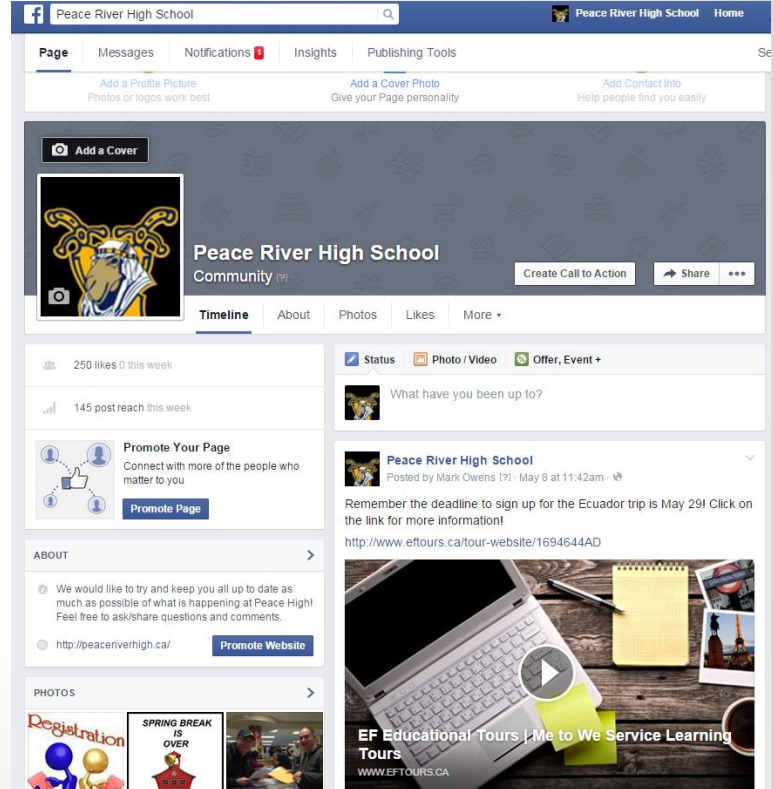 Peace River High School
Peace River High School Home
Page Messages Notifications 1 Insights Publishing Tools Se
Add a Profile Picture
Photos or logos work best
Add a Cover Photo
Give your Page personality
Add Contact Info
Help people find you easily
Add a Cover
Peace River High School
Community [?]
Create Call to Action
Share
Timeline About Photos Likes More
250 likes 0 this week
145 post reach this week
Promote Your Page
Connect with more of the people who
matter to you
Promote Page
ABOUT
We would like to try and keep you all up to date as
much as possible of what is happening at Peace High!
Feel free to ask/share questions and comments.
http://peaceriverhigh.ca/
Promote Website
PHOTOS
Registration
SPRING BREAK
IS
OVER
Status Photo / Video Offer, Event +
What have you been up to?
Peace River High School
Posted by Mark Owens [?] · May 8 at 11:42am ·
Remember the deadline to sign up for the Ecuador trip is May 29! Click on
the link for more information!
http://www.eftours.ca/tour-website/1694644AD
EF Educational Tours | Me to We Service Learning
Tours
WWW.EFTOURS.CA